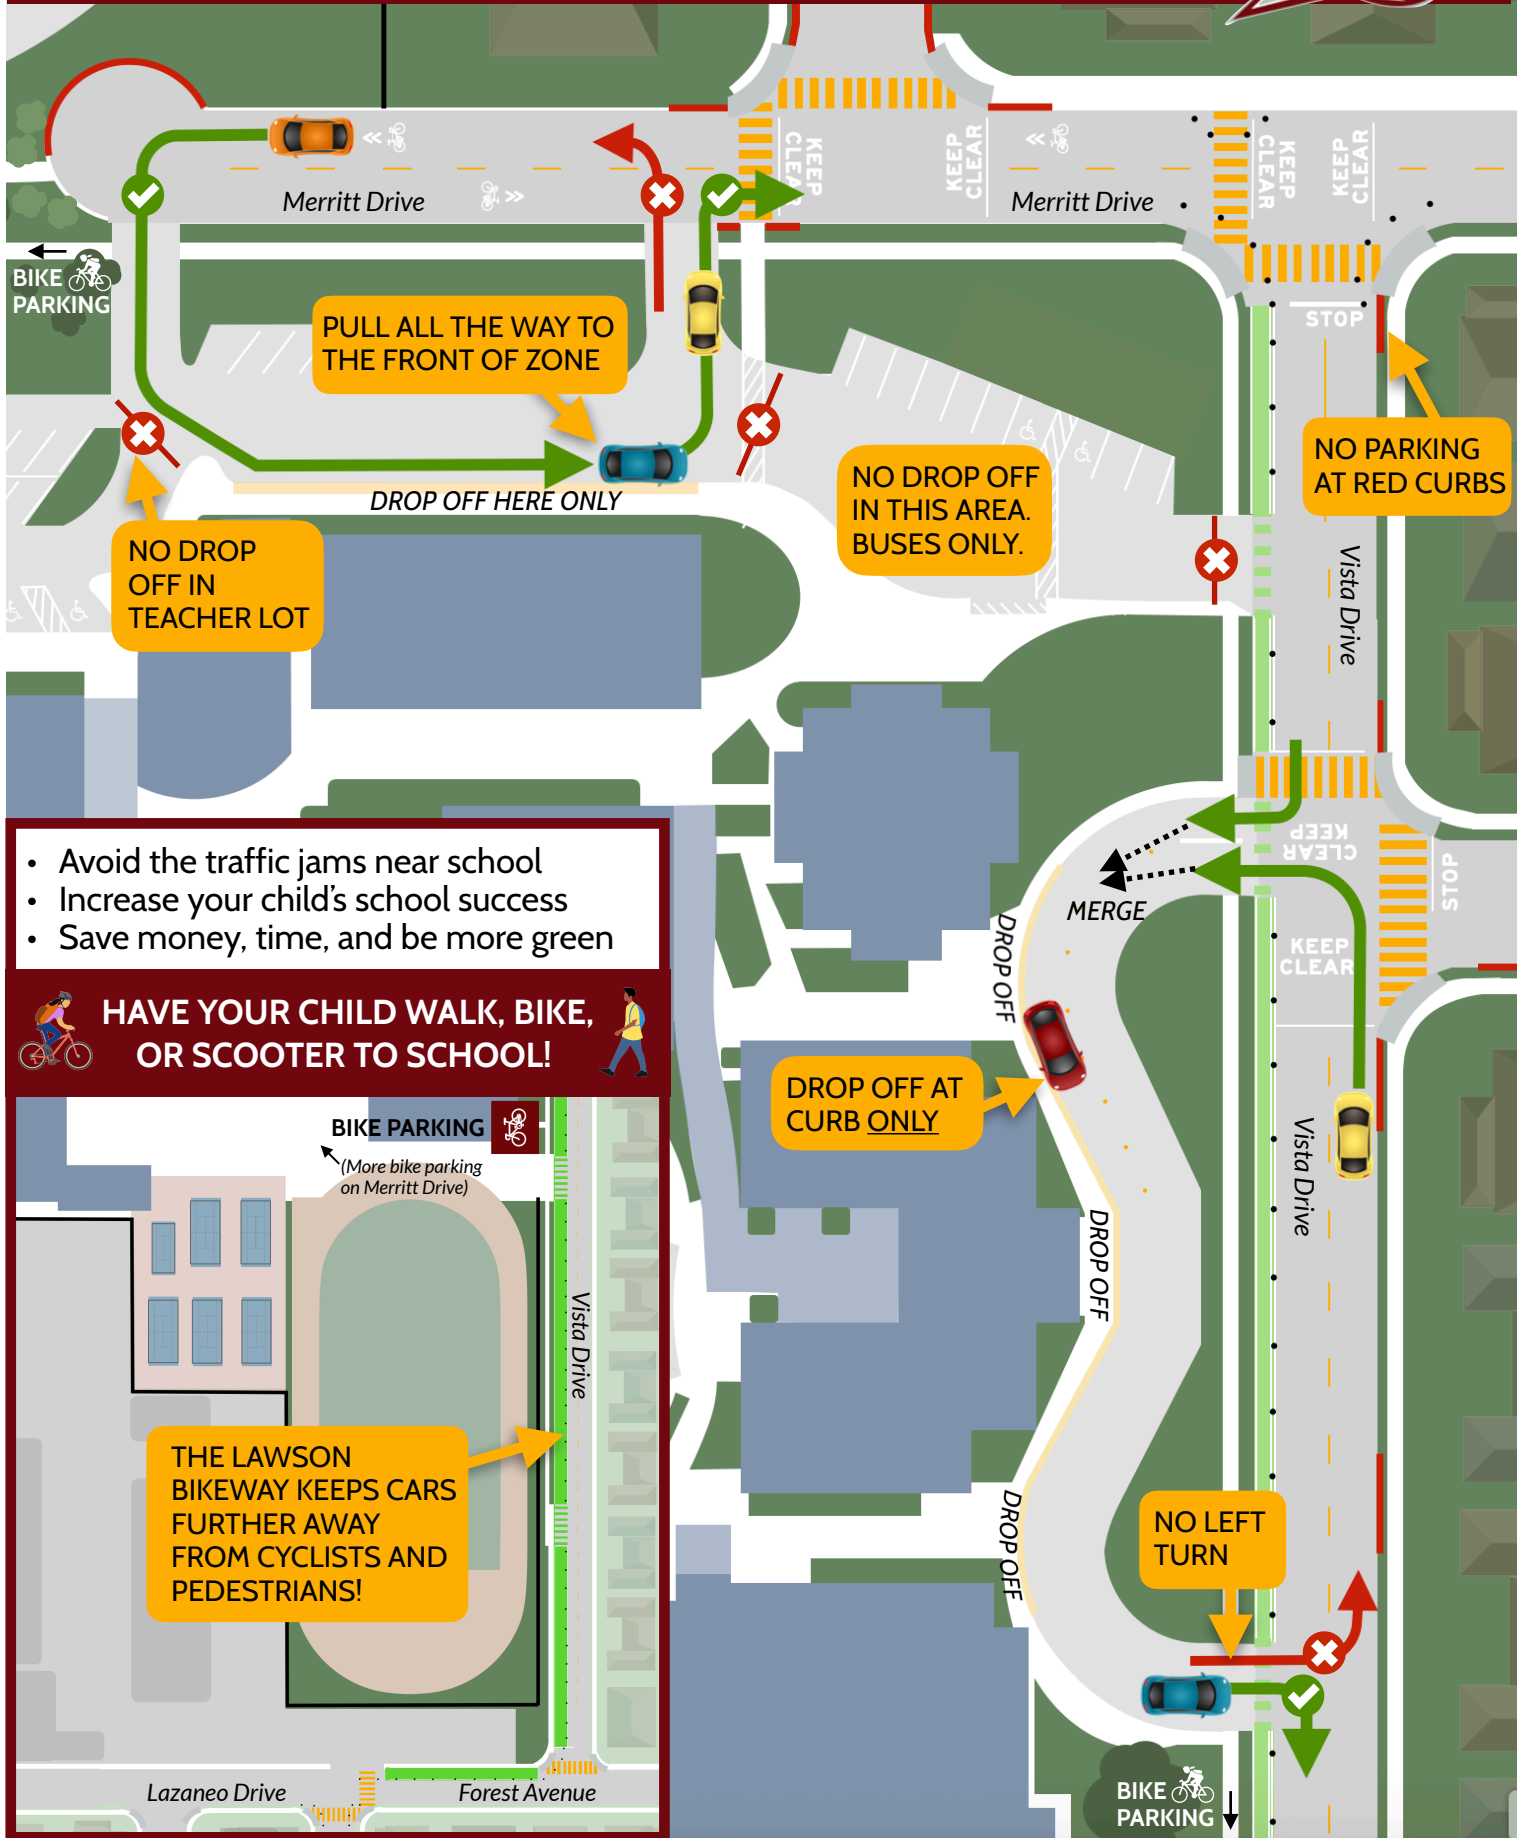 KEEP
CLEAR
KEEP
CLEAR
KEEP
CLEAR
KEEP
CLEAR
Merritt Drive
Merritt Drive
BIKE
PARKING
PULL ALL THE WAY TO
THE FRONT OF ZONE
STOP
NO PARKING
AT RED CURBS
NO DROP OFF
IN THIS AREA.
BUSES ONLY.
DROP OFF HERE ONLY
NO DROP
OFF IN
TEACHER LOT
Vista Drive
• Avoid the traffic jams near school
• Increase your child's school success
• Save money, time, and be more green
HAVE YOUR CHILD WALK, BIKE,
OR SCOOTER TO SCHOOL!
KEEP
CLEAR
STOP
MERGE
KEEP
CLEAR
DROP OFF
DROP OFF AT
CURB ONLY
BIKE PARKING
(More bike parking
on Merritt Drive)
Vista Drive
DROP OFF
Vista Drive
THE LAWSON
BIKEWAY KEEPS CARS
FURTHER AWAY
FROM CYCLISTS AND
PEDESTRIANS!
DROP OFF
NO LEFT
TURN
BIKE
PARKING
Lazaneo Drive
Forest Avenue